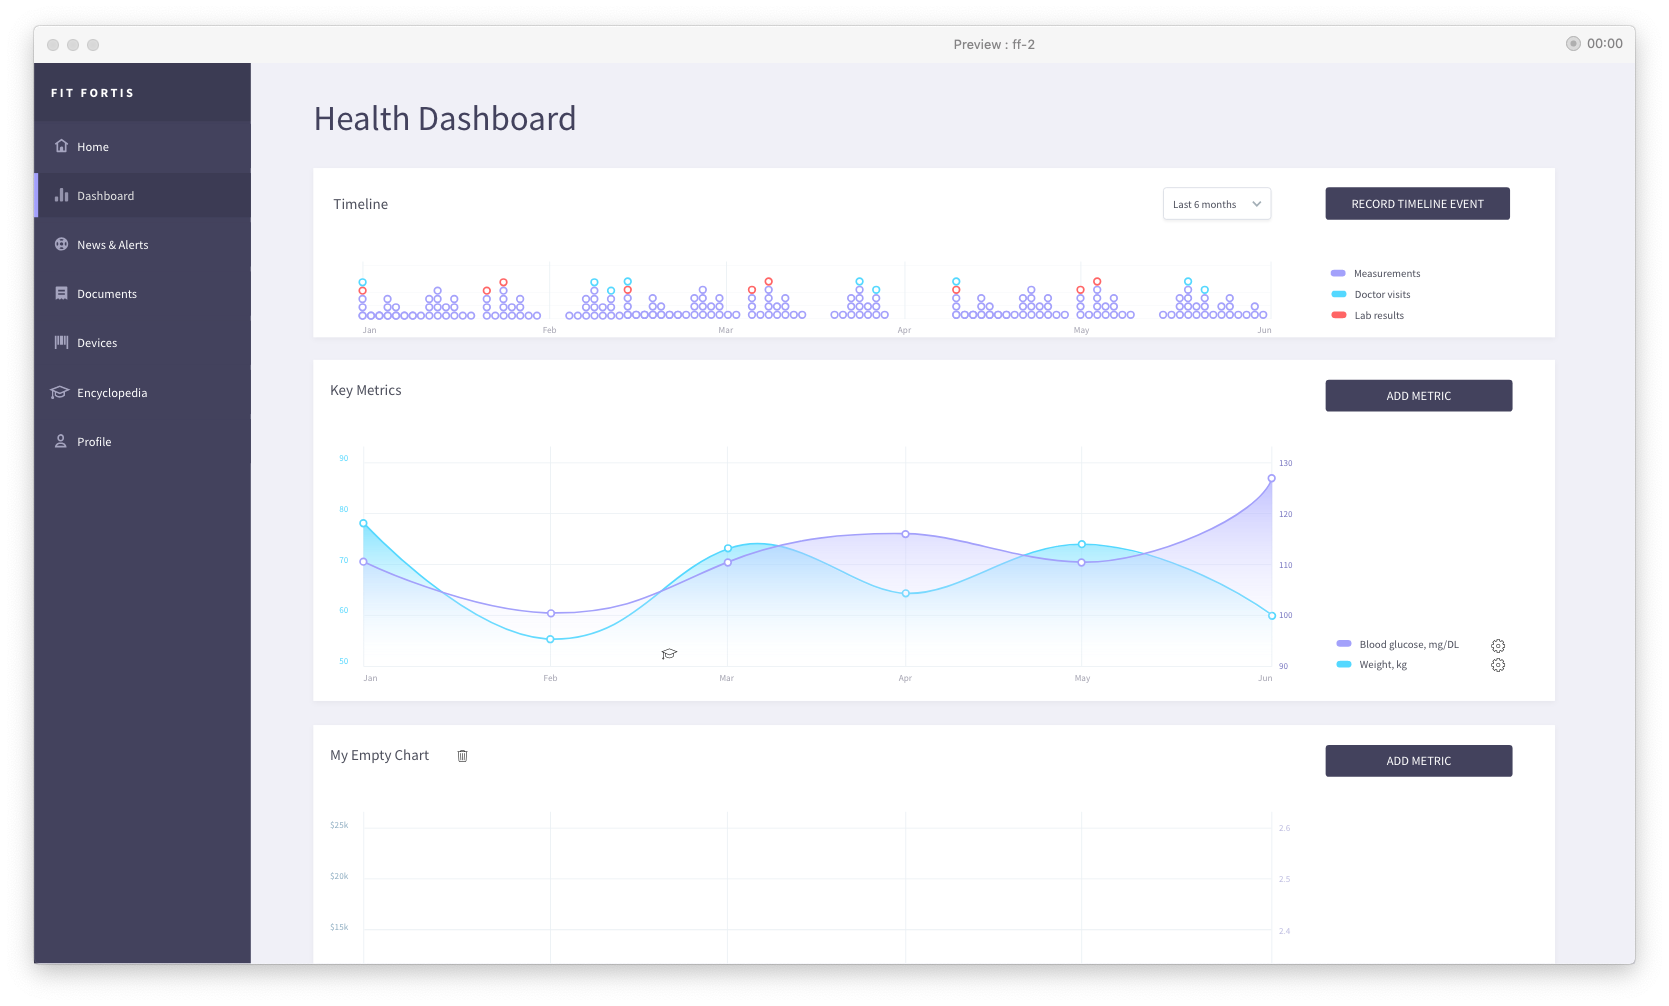 Preview : ff-2
00:00
FIT FORTIS
Home
Dashboard
News & Alerts
Documents
Devices
Encyclopedia
Profile
Health Dashboard
Timeline
Last 6 months
RECORD TIMELINE EVENT
Measurements
Doctor visits
Lab results
Jan Feb Mar Apr May Jun
Key Metrics
ADD METRIC
90
80
70
60
50
130
120
110
100
90
Blood glucose, mg/DL
Weight, kg
Jan Feb Mar Apr May Jun
My Empty Chart
ADD METRIC
$25k
$20k
$15k
2.6
2.5
2.4